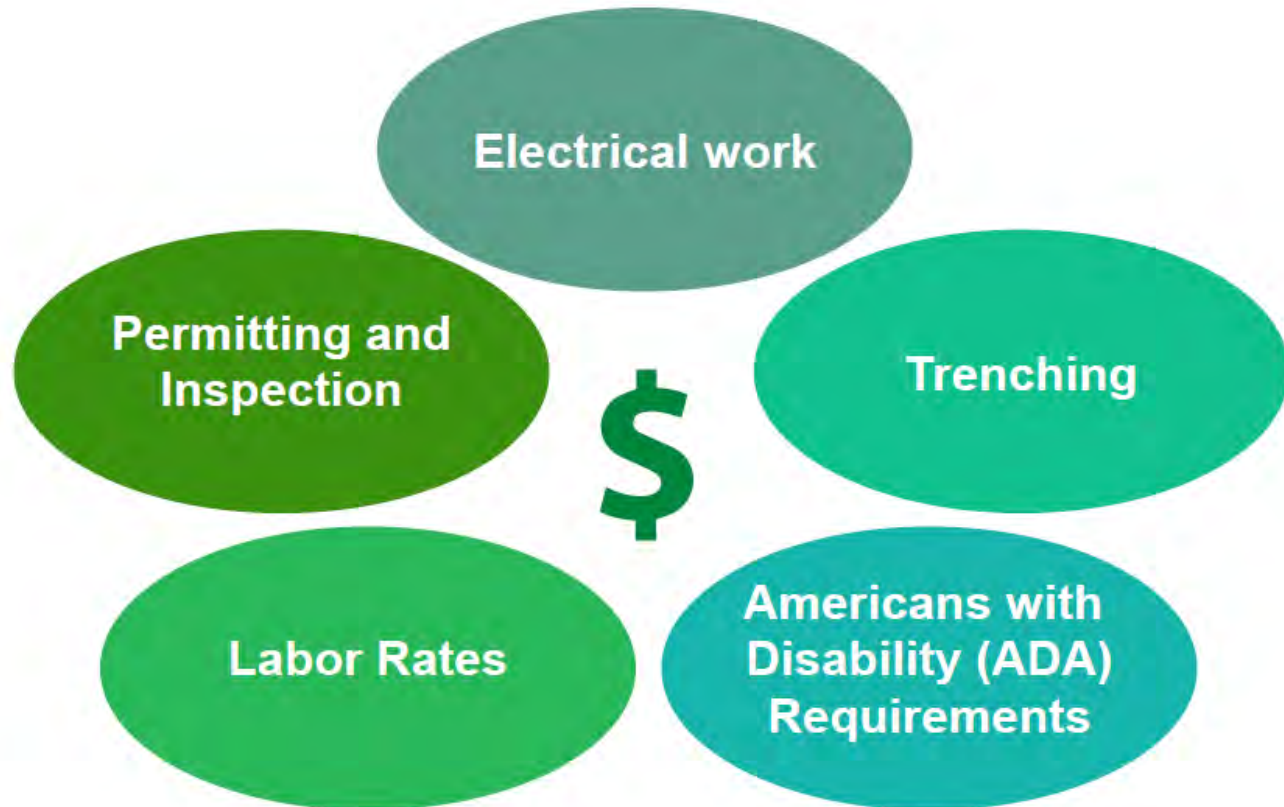 Electrical work
Permitting and
Inspection
Trenching
$
Labor Rates
Americans with
Disability (ADA)
Requirements